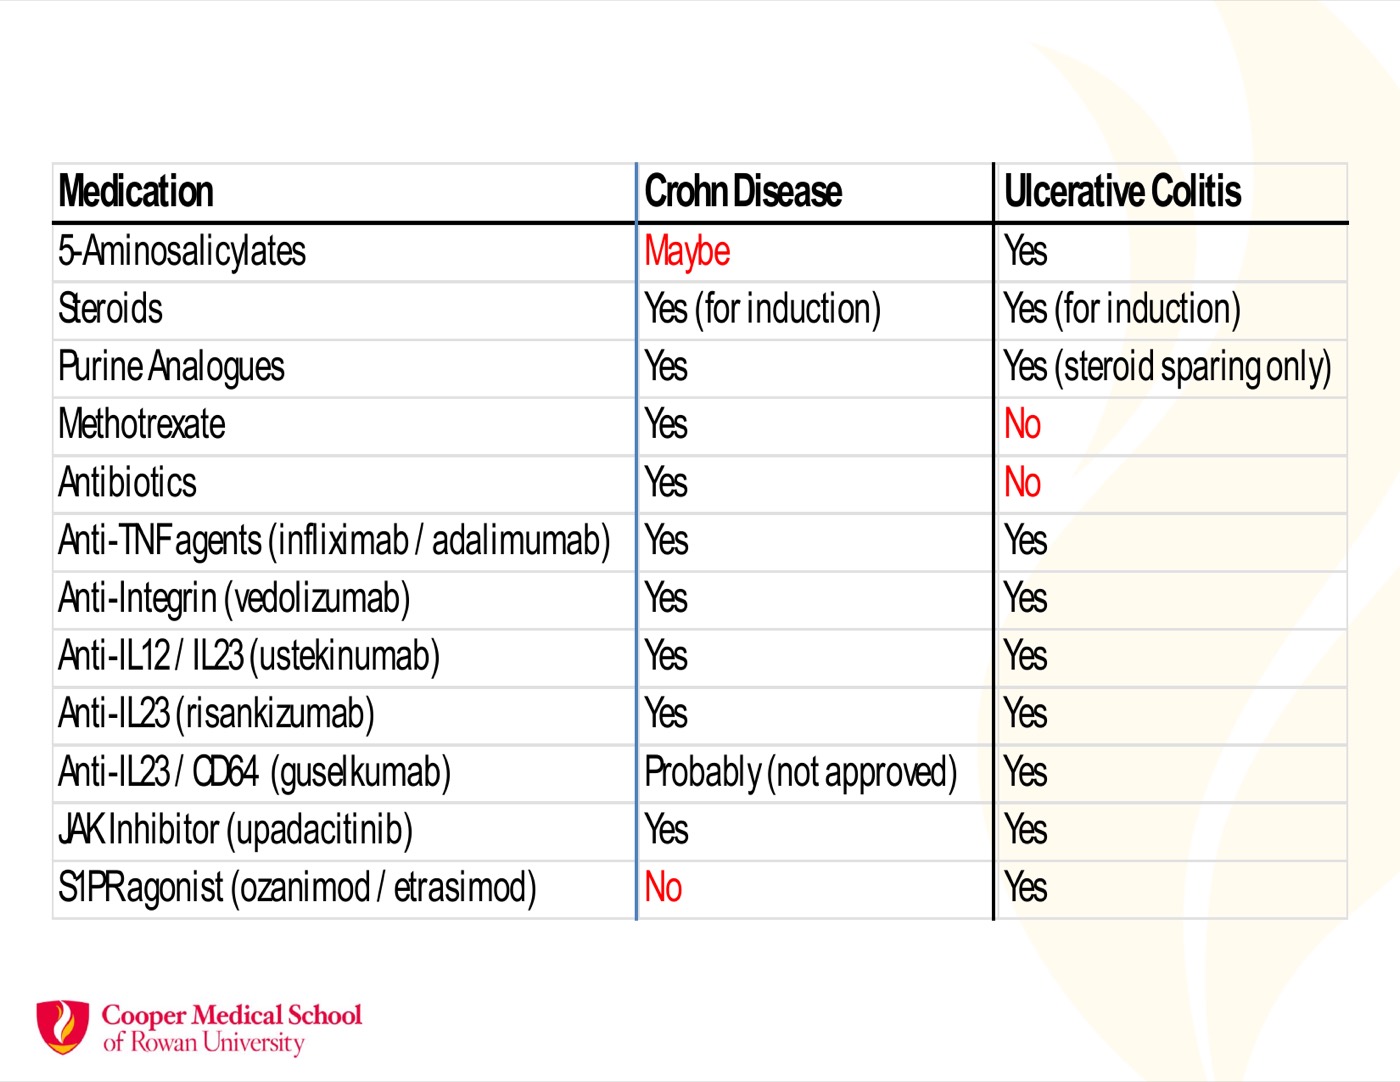 Medication Crohn Disease Ulcerative Colitis
5-Aminosalicylates Maybe Yes
Steroids Yes (for induction) Yes (for induction)
Purine Analogues Yes Yes (steroid sparing only)
Methotrexate Yes No
Antibiotics Yes No
Anti-TNF agents (infliximab / adalimumab) Yes Yes
Anti-Integrin (vedolizumab) Yes Yes
Anti-IL12 / IL23 (ustekinumab) Yes Yes
Anti-IL23 (risankizumab) Yes Yes
Anti-IL23 / CD64 (guselkumab) Probably (not approved) Yes
JAK Inhibitor (upadacitinib) Yes Yes
S1PR agonist (ozanimod / etrasimod) No Yes
Cooper Medical School
of Rowan University